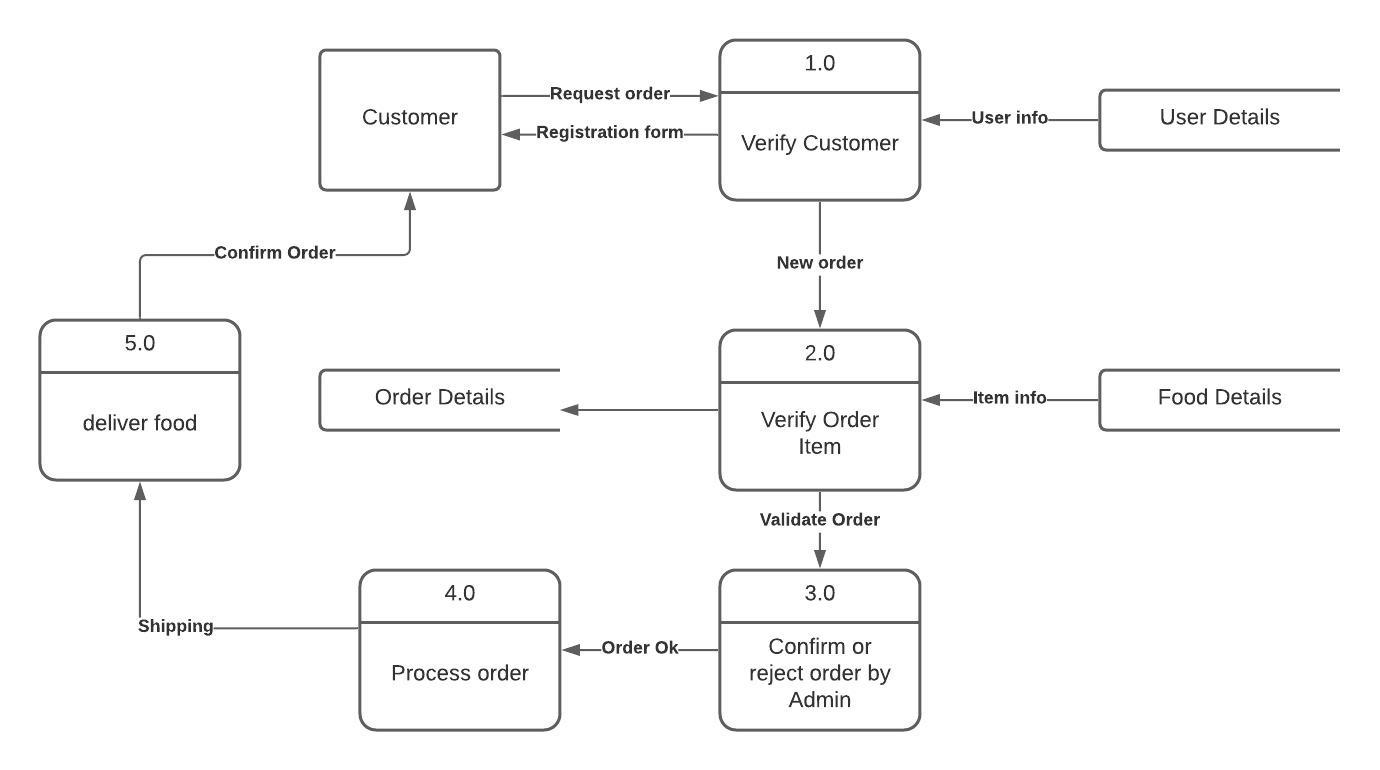 1.0
Customer
Request order
Registration form
Verify Customer
User info
User Details
Confirm Order
New order
5.0
deliver food
Order Details
2.0
Verify Order
Item
Item info
Food Details
Validate Order
4.0
Process order
3.0
Confirm or
reject order by
Admin
Shipping
Order Ok